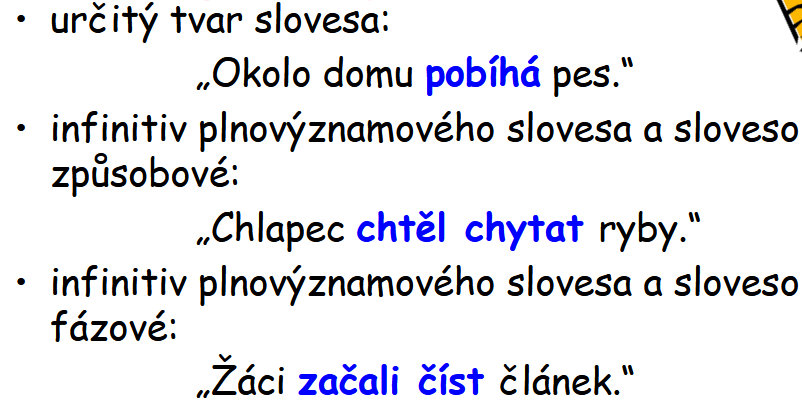 • určitý tvar slovesa:
„Okolo domu pobíhá pes.“
• infinitiv plnovýznamového slovesa a sloveso
způsobové:
„Chlapec chtěl chytat ryby.“
• infinitiv plnovýznamového slovesa a sloveso
fázové:
„Žáci začali číst článek.“